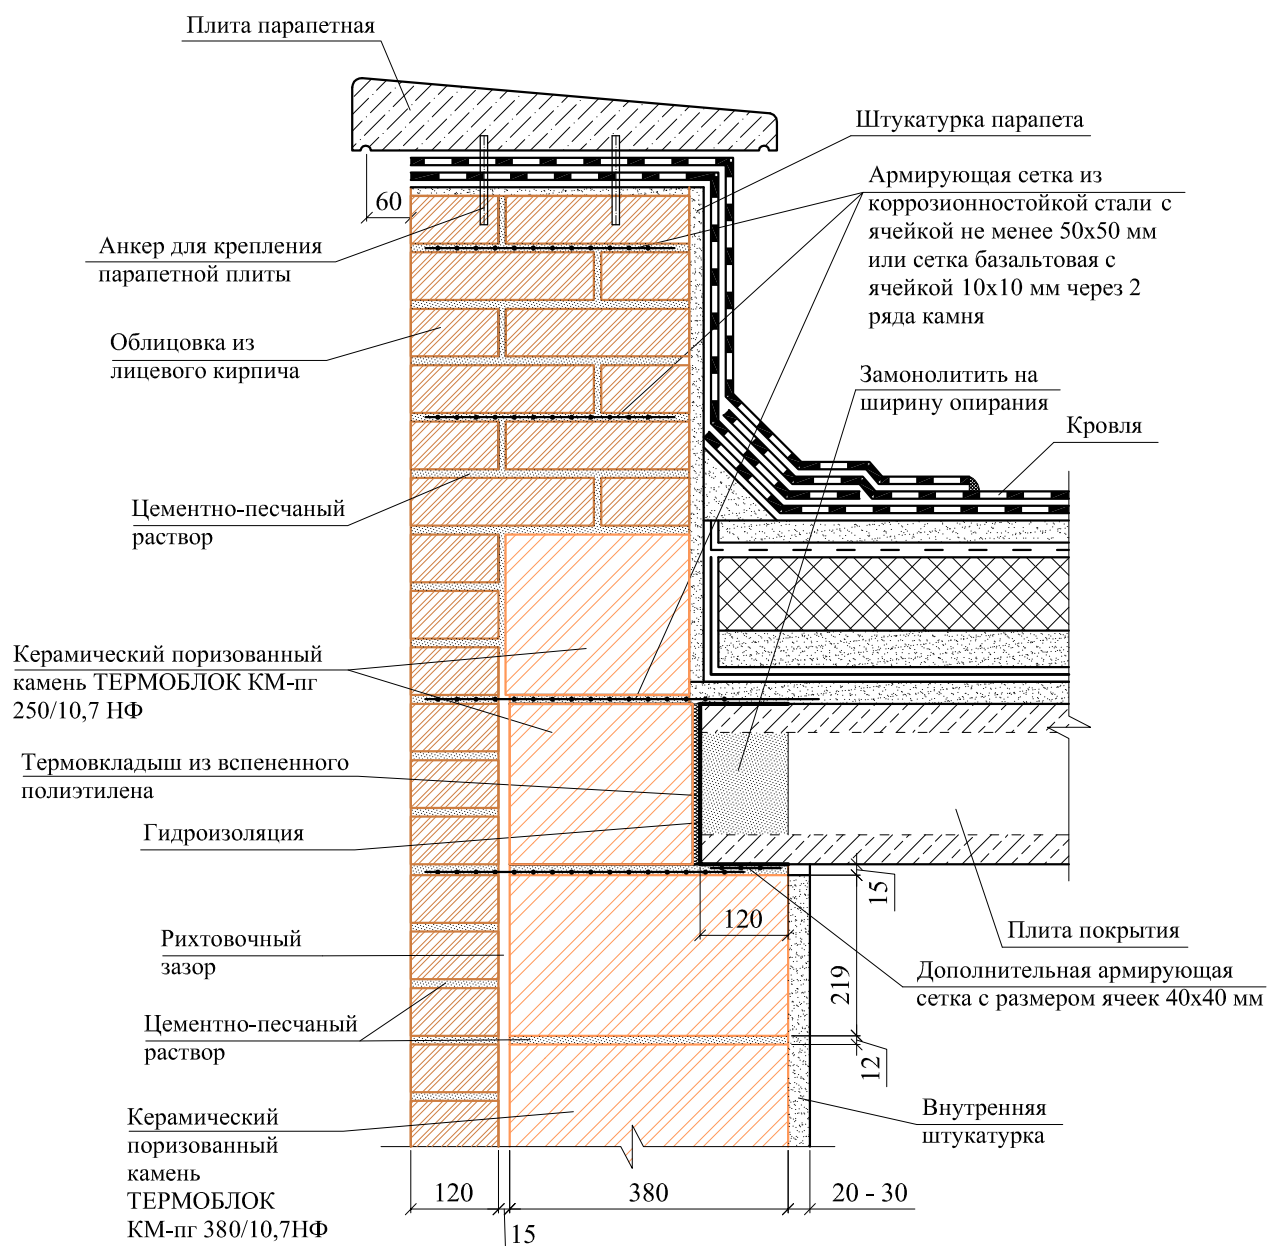 Плита парапетная
Штукатурка парапета
Армирующая сетка из
коррозионностойкой стали с
ячейкой не менее 50х50 мм
или сетка базальтовая с
ячейкой 10х10 мм через 2
ряда камня
60
Анкер для крепления
парапетной плиты
Облицовка из
лицевого кирпича
Замонолитить на
ширину опирания
Кровля
Цементно-песчаный
раствор
Керамический поризованный
камень ТЕРМОБЛОК КМ-пг
250/10,7 НФ
Термовкладыш из вспененного
полиэтилена
Гидроизоляция
15
120
Плита покрытия
Рихтовочный
зазор
219
Дополнительная армирующая
сетка с размером ячеек 40х40 мм
Цементно-песчаный
раствор
12
Керамический
поризованный
камень
ТЕРМОБЛОК
КМ-пг 380/10,7НФ
Внутренняя
штукатурка
120
380
20 - 30
15